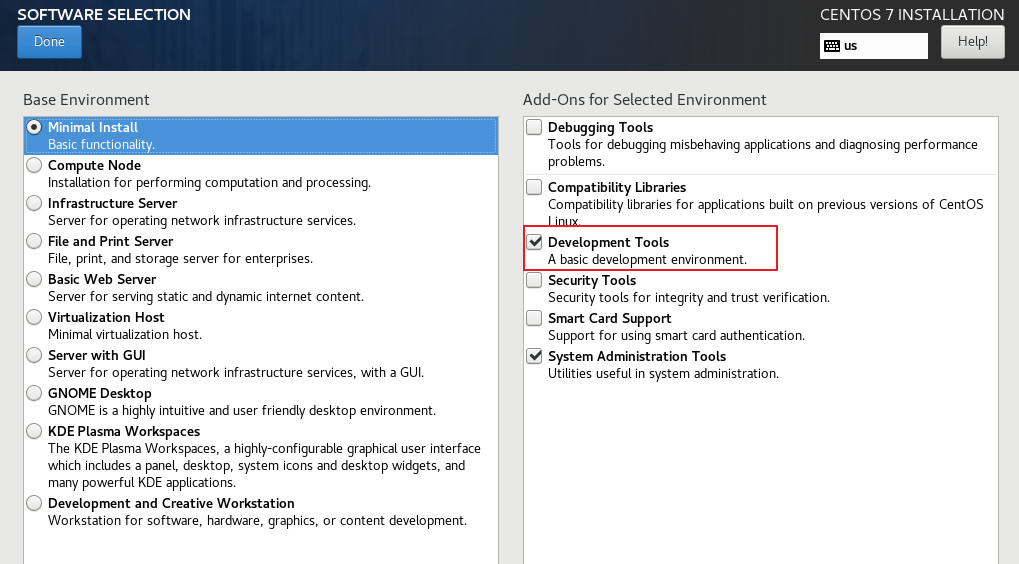 SOFTWARE SELECTION
Done
CENTOS 7 INSTALLATION
us
Help!
Base Environment
Minimal Install
Basic functionality.
Compute Node
Installation for performing computation and processing.
Infrastructure Server
Server for operating network infrastructure services.
File and Print Server
File, print, and storage server for enterprises.
Basic Web Server
Server for serving static and dynamic internet content.
Virtualization Host
Minimal virtualization host.
Server with GUI
Server for operating network infrastructure services, with a GUI.
GNOME Desktop
GNOME is a highly intuitive and user friendly desktop environment.
KDE Plasma Workspaces
The KDE Plasma Workspaces, a highly-configurable graphical user interface
which includes a panel, desktop, system icons and desktop widgets, and
many powerful KDE applications.
Development and Creative Workstation
Workstation for software, hardware, graphics, or content development.
Add-Ons for Selected Environment
Debugging Tools
Tools for debugging misbehaving applications and diagnosing performance
problems.
Compatibility Libraries
Compatibility libraries for applications built on previous versions of CentOS
Linux.
Development Tools
A basic development environment.
Security Tools
Security tools for integrity and trust verification.
Smart Card Support
Support for using smart card authentication.
System Administration Tools
Utilities useful in system administration.